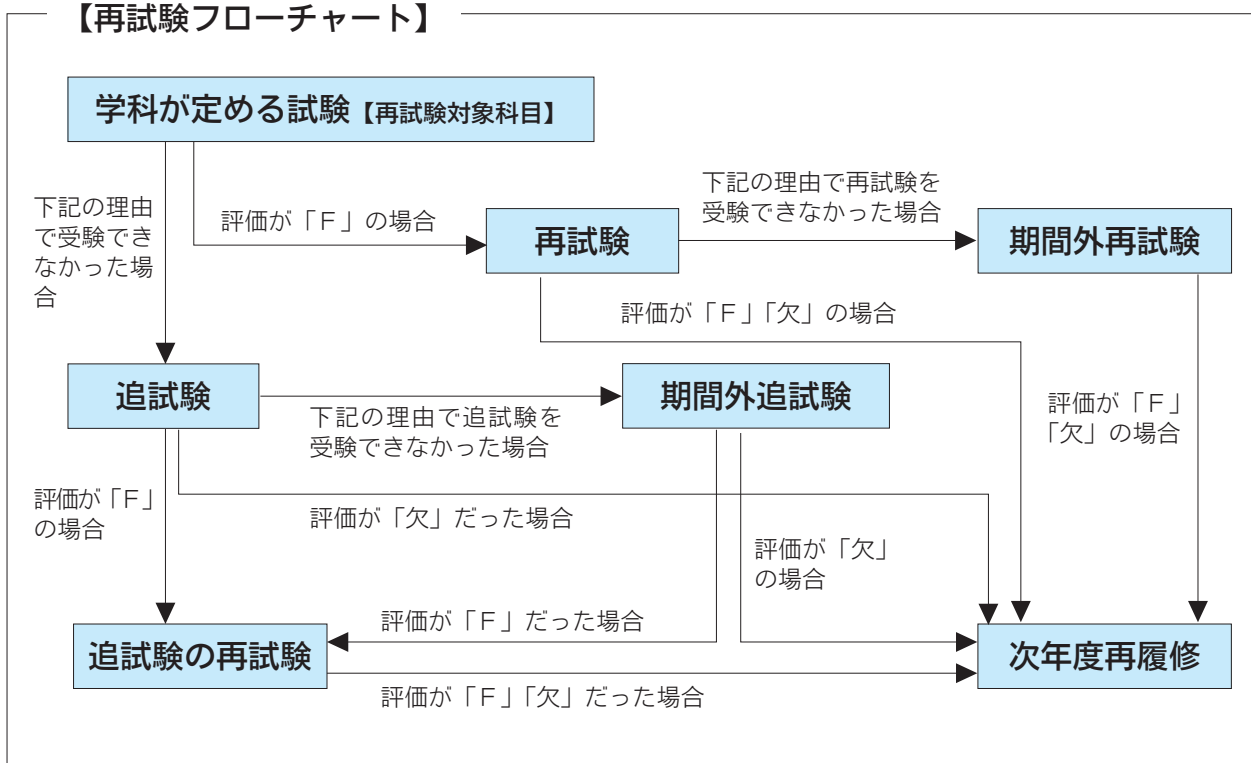 【再試験フローチャート】
学科が定める試験【再試験対象科目】
下記の理由
で受験でき
なかった場
合
評価が「Ｆ」の場合
再試験
下記の理由で再試験を
受験できなかった場合
期間外再試験
評価が「Ｆ」「欠」の場合
追試験
下記の理由で追試験を
受験できなかった場合
期間外追試験
評価が「Ｆ」
「欠」の場合
評価が「Ｆ」
の場合
評価が「欠」だった場合
評価が「欠」
の場合
評価が「Ｆ」だった場合
追試験の再試験
評価が「Ｆ」「欠」だった場合
次年度再履修